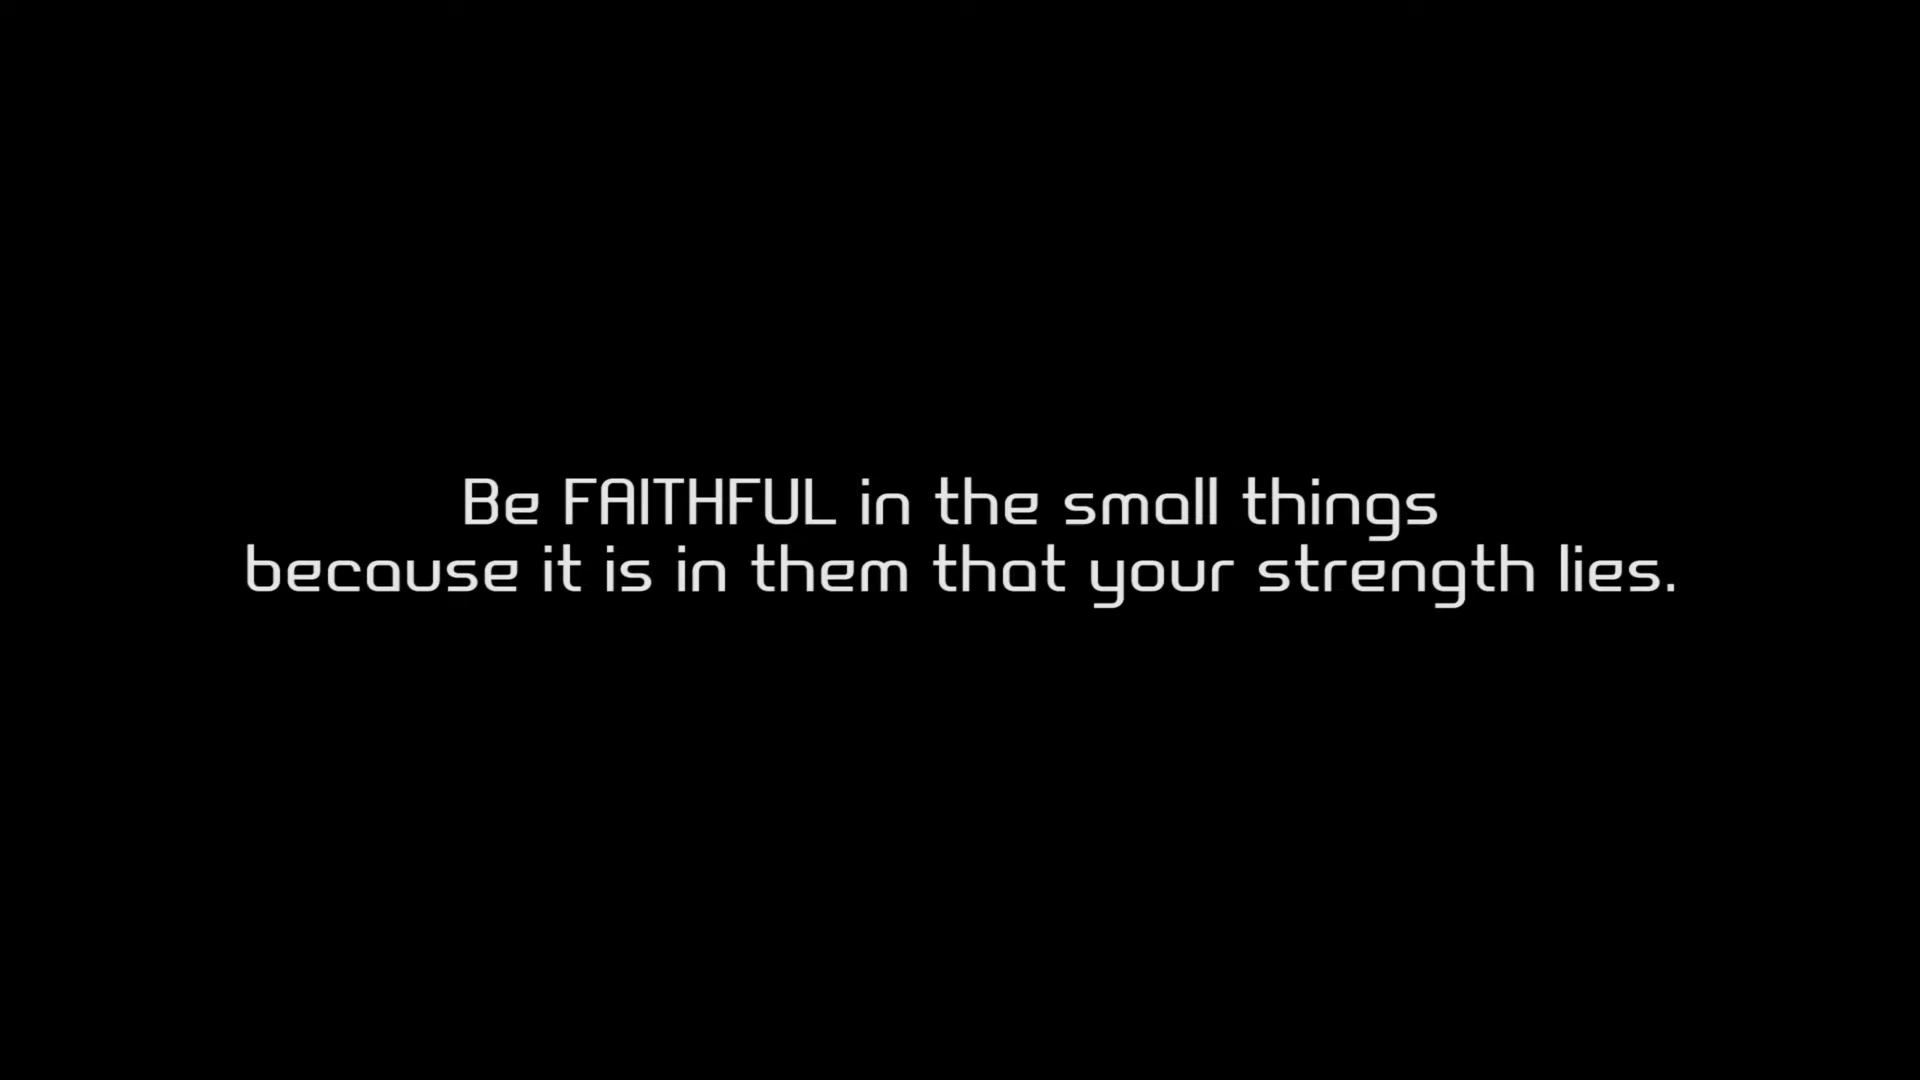 Be FAITHFUL in the small things
because it is in them that your strength lies.